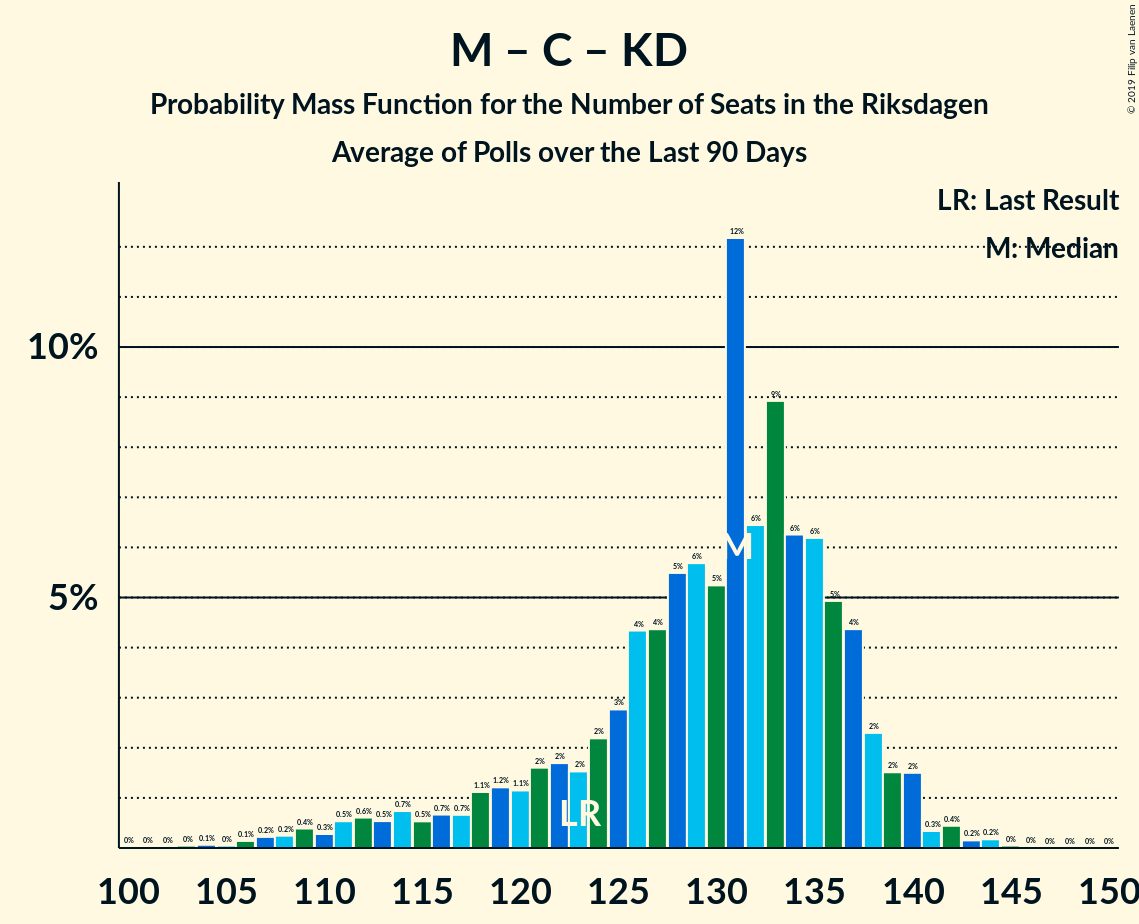 M – C – KD
Probability Mass Function for the Number of Seats in the Riksdagen
Average of Polls over the Last 90 Days
© 2019 Filip van Laenen
LR: Last Result
M: Median
10%
5%
0% 0% 0% 0% 0.1% 0% 0.1% 0.2% 0.2% 0.4% 0.3% 0.5% 0.6% 0.5% 0.7% 0.5% 0.7% 0.7% 1.1% 1.2% 1.1% 2% 2% 2% 2% 3% 4% 4% 5% 6% 5% 12% 6% 9% 6% 6% 5% 4% 2% 2% 2% 0.3% 0.4% 0.2% 0.2% 0% 0% 0% 0% 0% 0%
M
LR
100 105 110 115 120 125 130 135 140 145 150